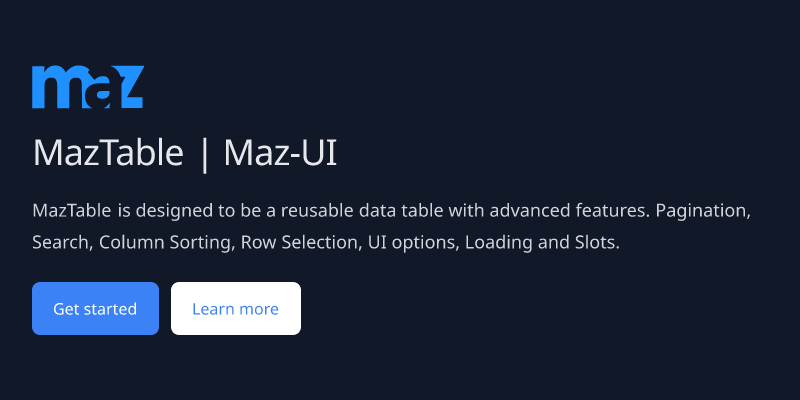 maz
MazTable | Maz-UI
MazTable is designed to be a reusable data table with advanced features. Pagination,
Search, Column Sorting, Row Selection, UI options, Loading and Slots.
Get started Learn more